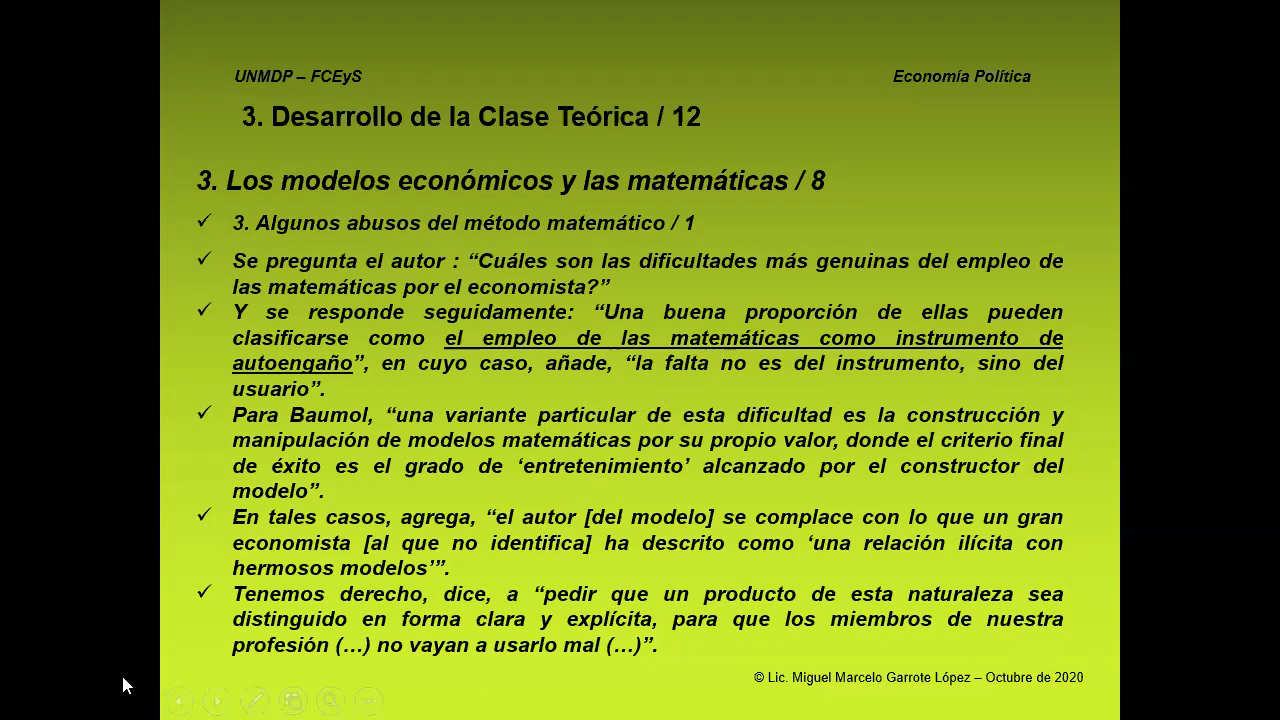 UNMDP – FCEyS
Economía Política
3. Desarrollo de la Clase Teórica / 12
3. Los modelos económicos y las matemáticas / 8
3. Algunos abusos del método matemático / 1
Se pregunta el autor : “Cuáles son las dificultades más genuinas del empleo de
las matemáticas por el economista?”
Y se responde seguidamente: “Una buena proporción de ellas pueden
clasificarse como el empleo de las matemáticas como instrumento de
autoengaño”, en cuyo caso, añade, “la falta no es del instrumento, sino del
usuario”.
Para Baumol, “una variante particular de esta dificultad es la construcción y
manipulación de modelos matemáticas por su propio valor, donde el criterio final
de éxito es el grado de ‘entretenimiento’ alcanzado por el constructor del
modelo”.
En tales casos, agrega, “el autor [del modelo] se complace con lo que un gran
economista [al que no identifica] ha descrito como ‘una relación ilícita con
hermosos modelos’”.
Tenemos derecho, dice, a “pedir que un producto de esta naturaleza sea
distinguido en forma clara y explícita, para que los miembros de nuestra
profesión (…) no vayan a usarlo mal (…)”.
© Lic. Miguel Marcelo Garrote López – Octubre de 2020